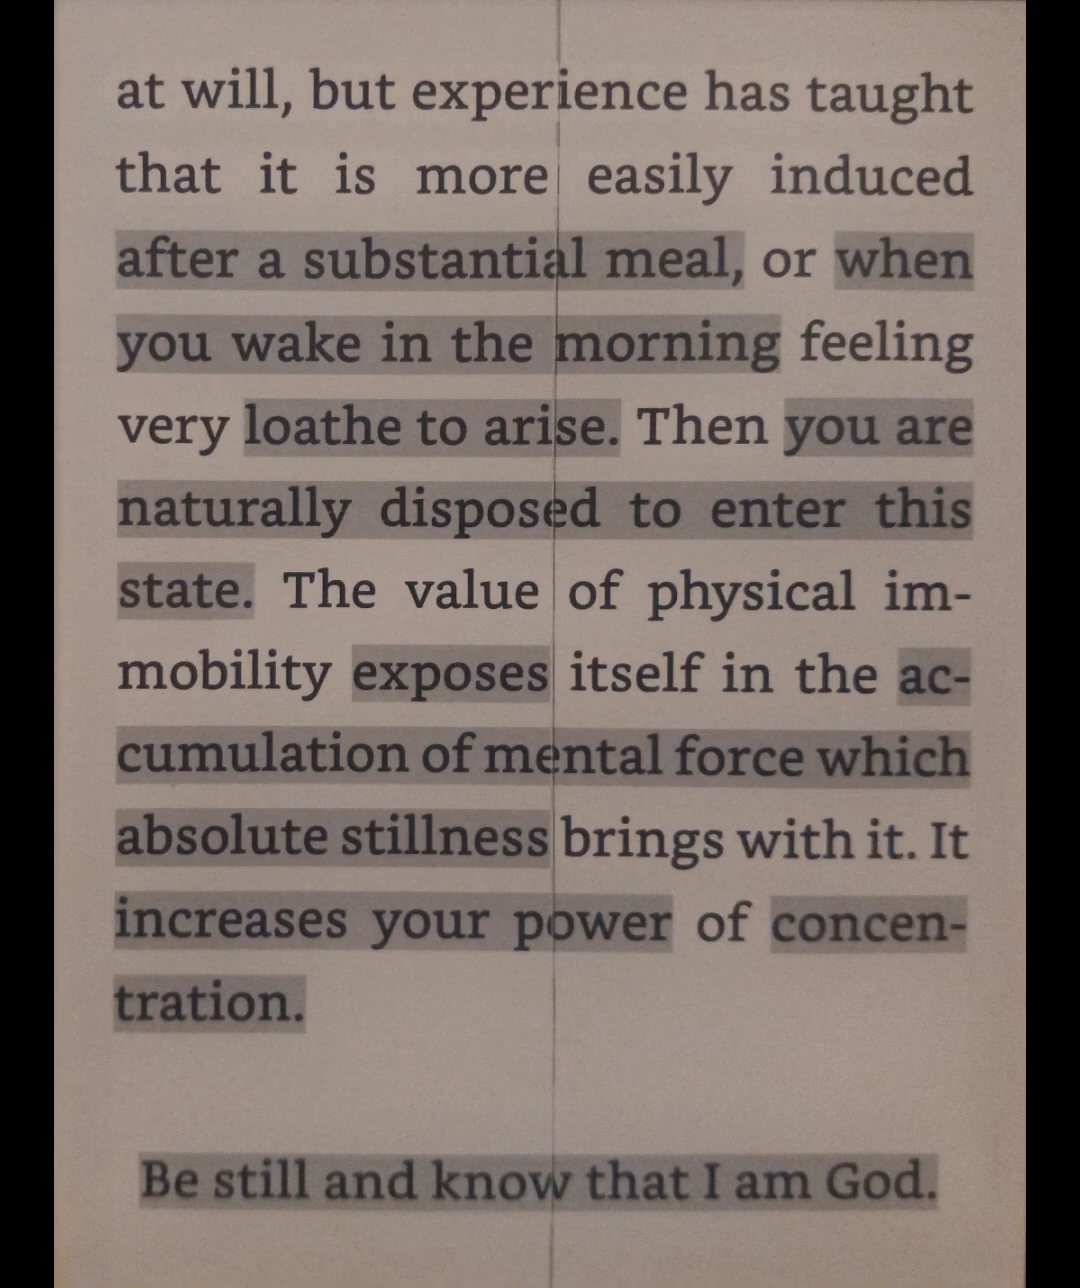 at will, but experience has taught
that it is more easily induced
after a substantial meal, or when
you wake in the morning feeling
very loathe to arise. Then you are
naturally disposed to enter this
state. The value of physical im-
mobility exposes itself in the ac-
cumulation of mental force which
absolute stillness brings with it. It
increases your power of concen-
tration.
Be still and know that I am God.